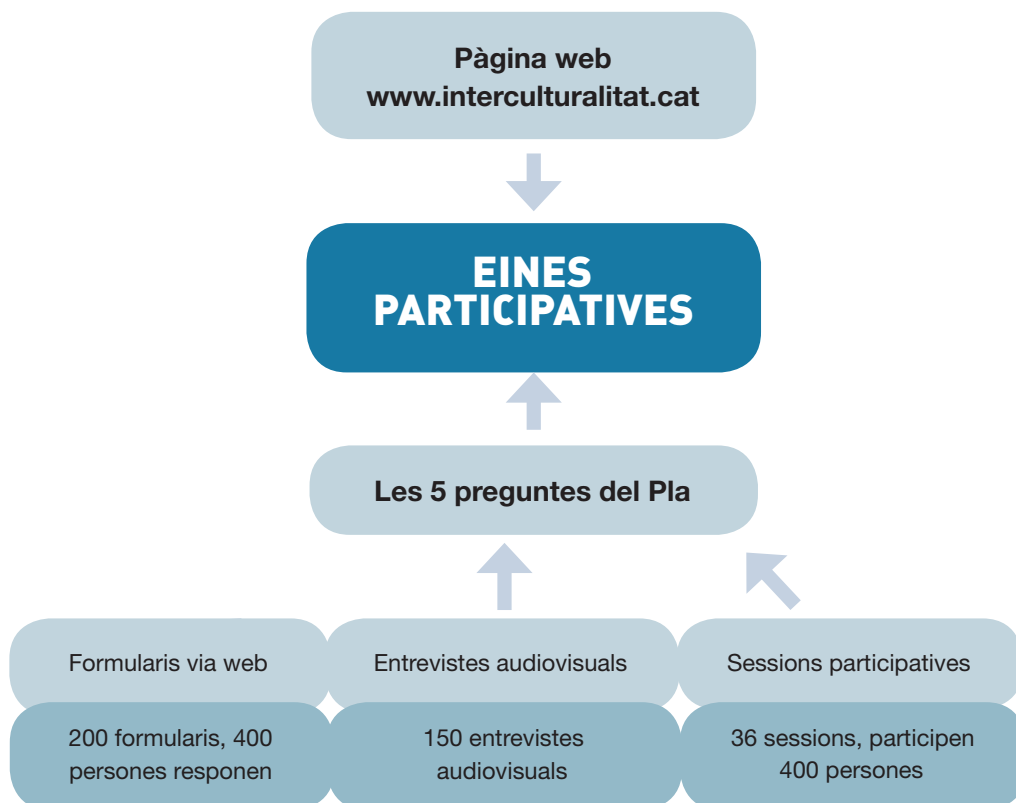 Pàgina web
www.interculturalitat.cat
EINES
PARTICIPATIVES
Les 5 preguntes del Pla
Formularis via web
Entrevistes audiovisuals
Sessions participatives
200 formularis, 400
persones responen
150 entrevistes
audiovisuals
36 sessions, participen
400 persones